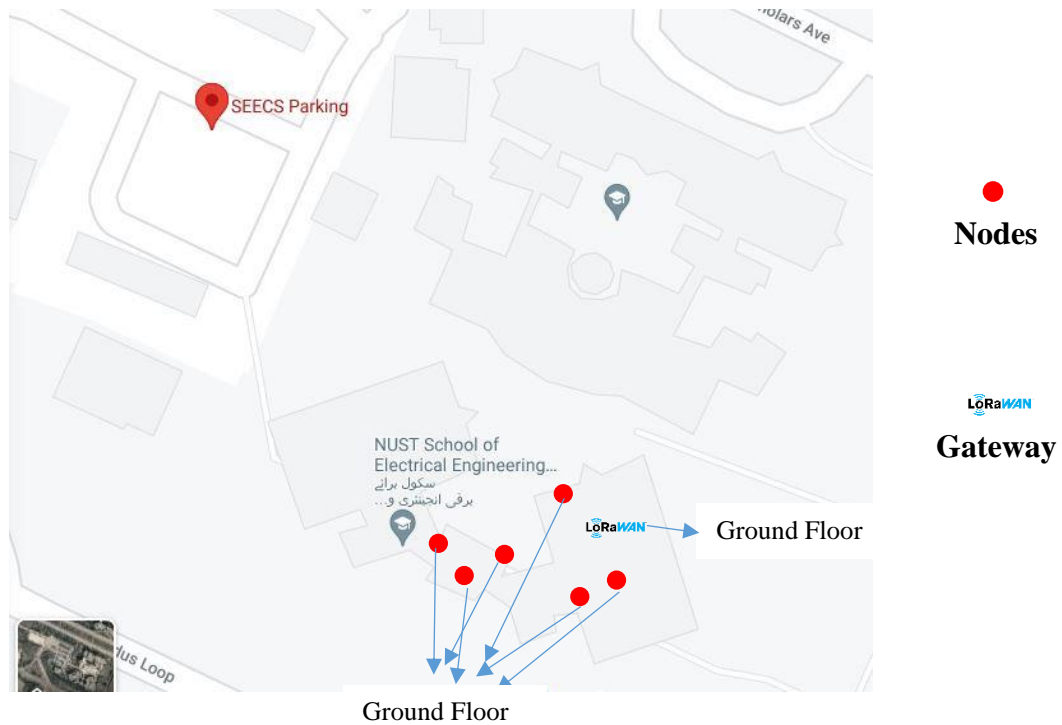 olars Ave
SEECS Parking
Nodes
LoRaWAN
Gateway
NUST School of
Electrical Engineering...
سکول برائے
برقی انجینئری و...
LoRaWAN
Ground Floor
dus Loop
Ground Floor